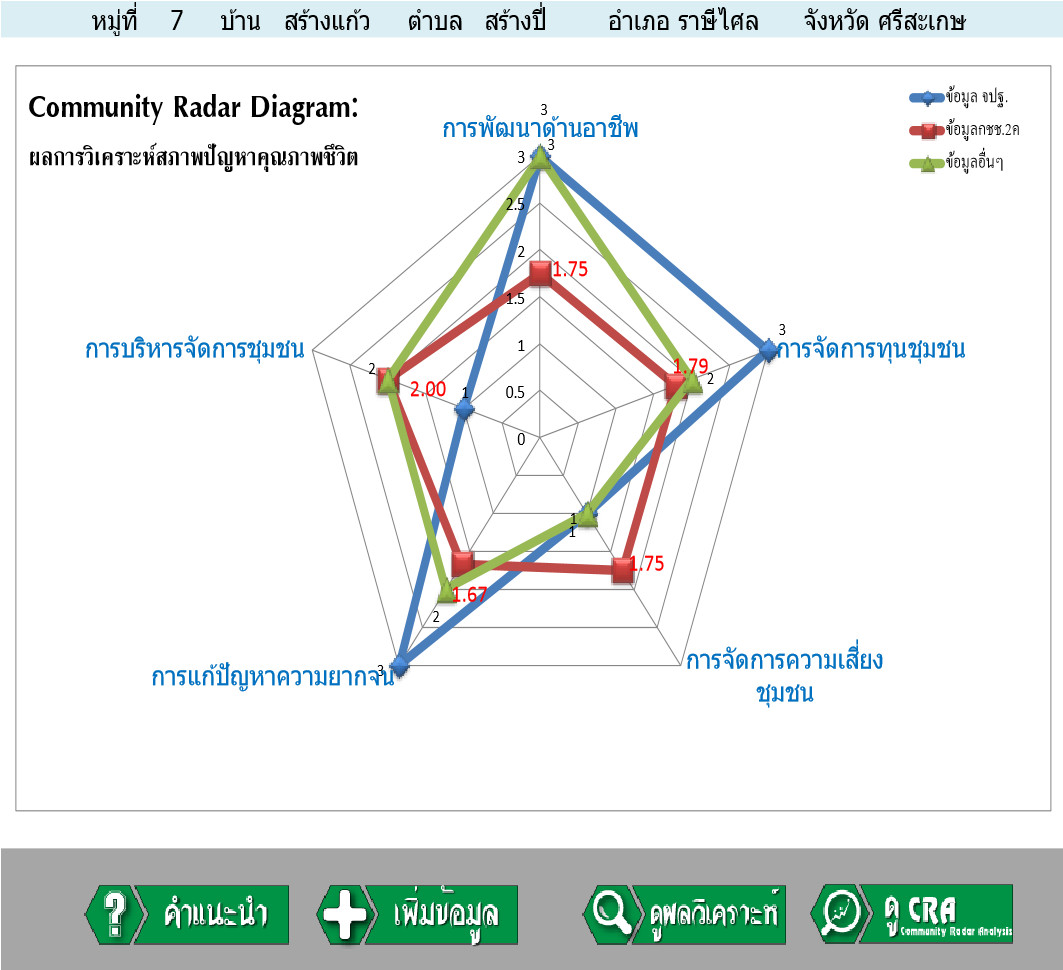 หมู่ที่ 7 บ้าน สร้างแก้ว ตำบล สร้างปี่ อำเภอ ราษีไศล จังหวัด ศรีสะเกษ
Community Radar Diagram:
ผลการวิเคราะห์สภาพปัญหาคุณภาพชีวิต
ข้อมูล จปฐ.
ข้อมูลกชช.2ค
ข้อมูลอื่นๆ
3
การพัฒนาด้านอาชีพ
3
3
2.5
2
1.75
1.5
1
0.5
0
3
การจัดการทุนชุมชน
1.79
2
การบริหารจัดการชุมชน
2
2.00
1
1
1
1.75
1.67
2
3
การแก้ปัญหาความยากจน
การจัดการความเสี่ยง
ชุมชน
คำแนะนำ
เพิ่มข้อมูล
ดูผลวิเคราะห์
ดู CRA
Community Radar Analysis